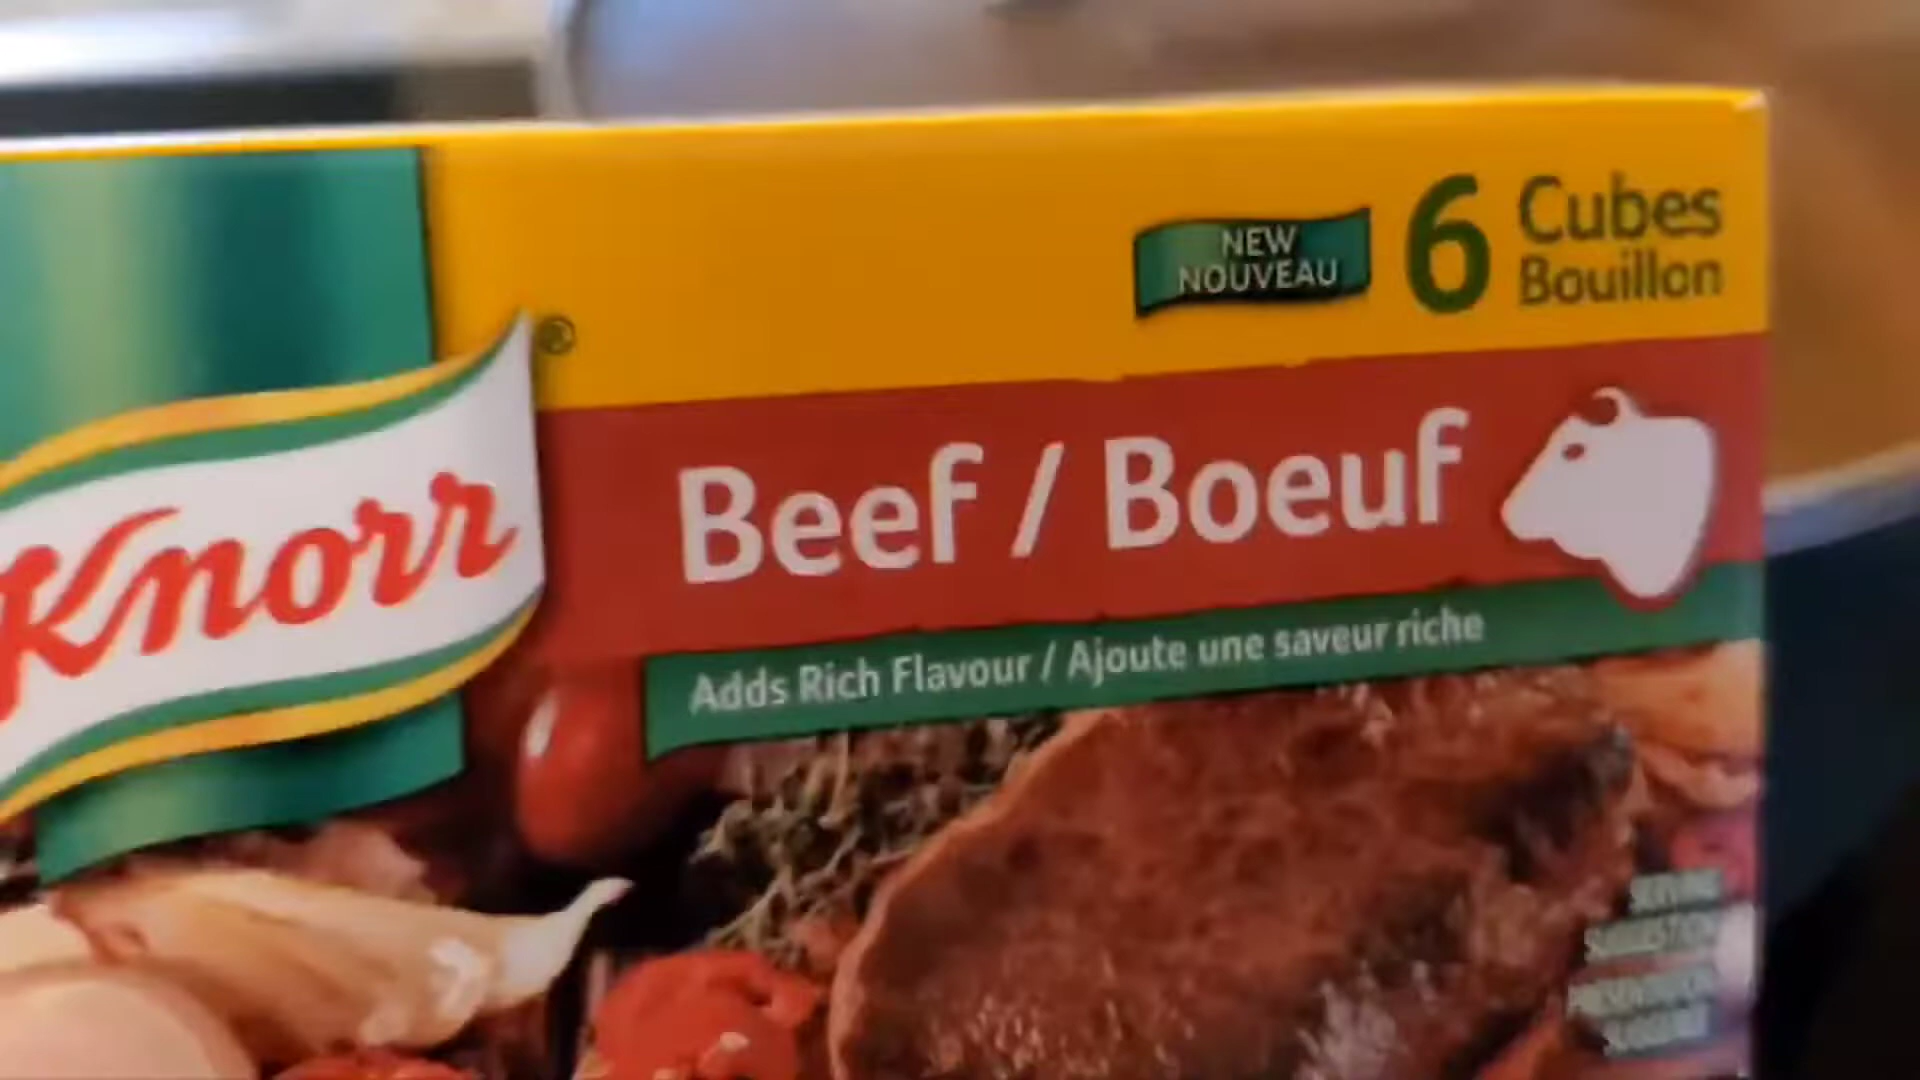 NEW
NOUVEAU
6 Cubes
Bouillon
Knorr®
Beef / Boeuf
Adds Rich Flavour / Ajoute une saveur riche
SERVING
SUGGESTION